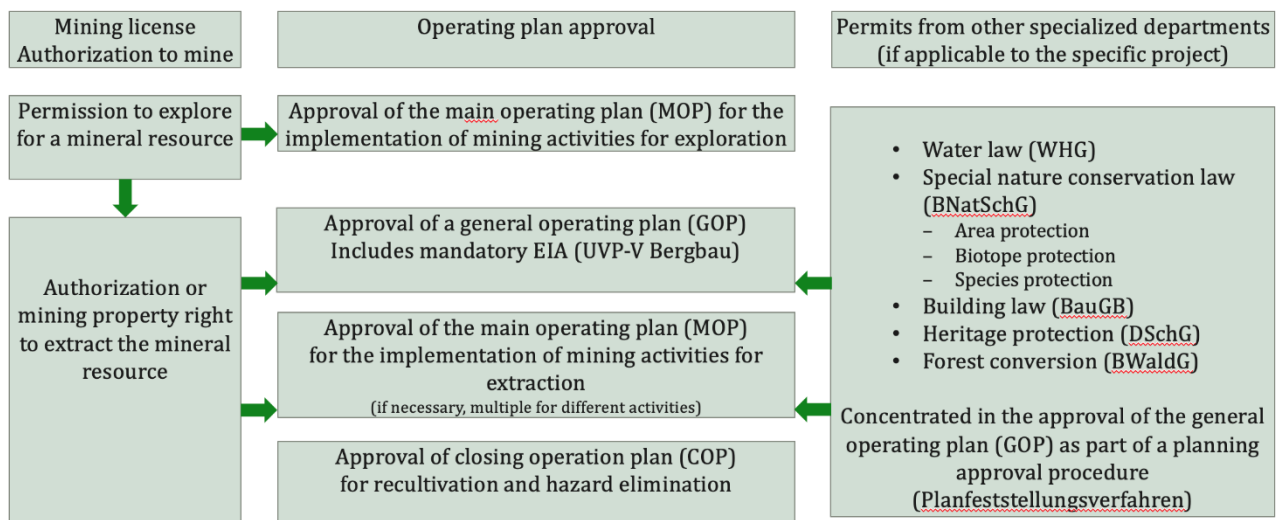 Mining license
Authorization to mine
Operating plan approval
Permits from other specialized departments
(if applicable to the specific project)
Permission to explore
for a mineral resource
Approval of the main operating plan (MOP) for the
implementation of mining activities for exploration
Authorization or
mining property right
to extract the mineral
resource
Approval of a general operating plan (GOP)
Includes mandatory EIA (UVP-V Bergbau)
Approval of the main operating plan (MOP)
for the implementation of mining activities for
extraction
(if necessary, multiple for different activities)
Approval of closing operation plan (COP)
for recultivation and hazard elimination
• Water law (WHG)
• Special nature conservation law
(BNatSchG)
– Area protection
– Biotope protection
– Species protection
• Building law (BauGB)
• Heritage protection (DSchG)
• Forest conversion (BWaldG)
Concentrated in the approval of the general
operating plan (GOP) as part of a planning
approval procedure
(Planfeststellungsverfahren)